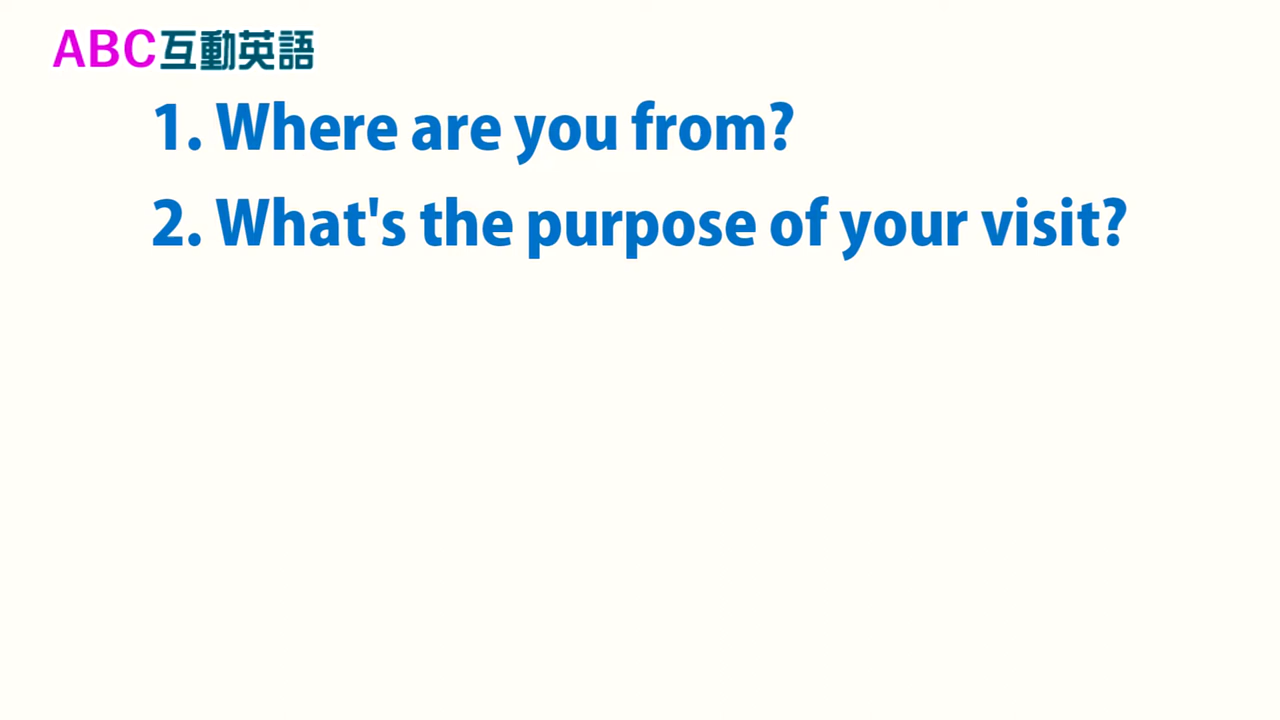 ABC互動英語
1. Where are you from?
2. What's the purpose of your visit?